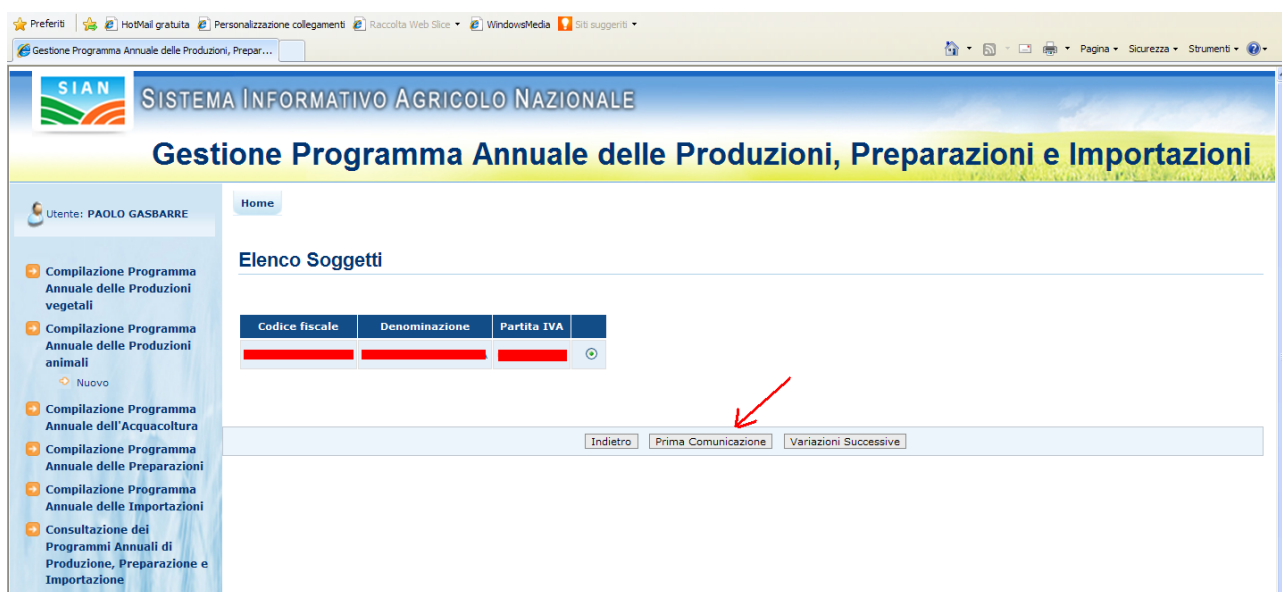 Preferiti HotMail gratuita Personalizzazione collegamenti Raccolta Web Slice WindowsMedia Siti suggeriti
Gestione Programma Annuale delle Produzioni, Prepar... Pagina Sicurezza Strumenti
SIAN
SISTEMA INFORMATIVO AGRICOLO NAZIONALE
Gestione Programma Annuale delle Produzioni, Preparazioni e Importazioni
Utente: PAOLO GASBARRE
Home
Elenco Soggetti
Codice fiscale Denominazione Partita IVA
Indietro Prima Comunicazione Variazioni Successive
Compilazione Programma
Annuale delle Produzioni
vegetali
Compilazione Programma
Annuale delle Produzioni
animali
Nuovo
Compilazione Programma
Annuale dell'Acquacoltura
Compilazione Programma
Annuale delle Preparazioni
Compilazione Programma
Annuale delle Importazioni
Consultazione dei
Programmi Annuali di
Produzione, Preparazione e
Importazione